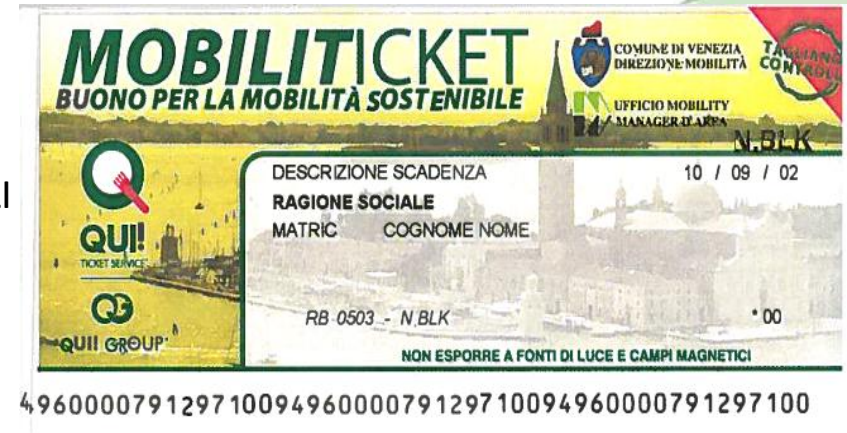 MOBILITICKET
BUONO PER LA MOBILITÀ SOSTENIBILE
COMUNE DI VENEZIA
DIREZIONE MOBILITÀ
UFFICIO MOBILITY
MANAGER D'AREA
N.BLK
QUI!
TICKET SERVICE
QUI! GROUP
DESCRIZIONE SCADENZA 10 / 09 / 02
RAGIONE SOCIALE
MATRIC COGNOME NOME
RB 0503 - N.BLK *00
NON ESPORRE A FONTI DI LUCE E CAMPI MAGNETICI
49600007912971009496000079129710094960000791297100